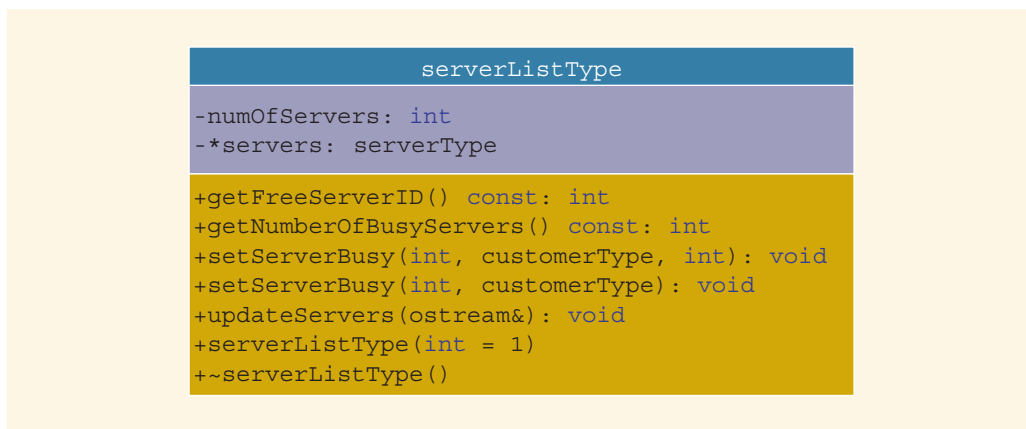 serverListType
-numOfServers: int
-*servers: serverType
+getFreeServerID() const: int
+getNumberOfBusyServers() const: int
+setServerBusy(int, customerType, int): void
+setServerBusy(int, customerType): void
+updateServers(ostream&): void
+serverListType(int = 1)
+~serverListType()